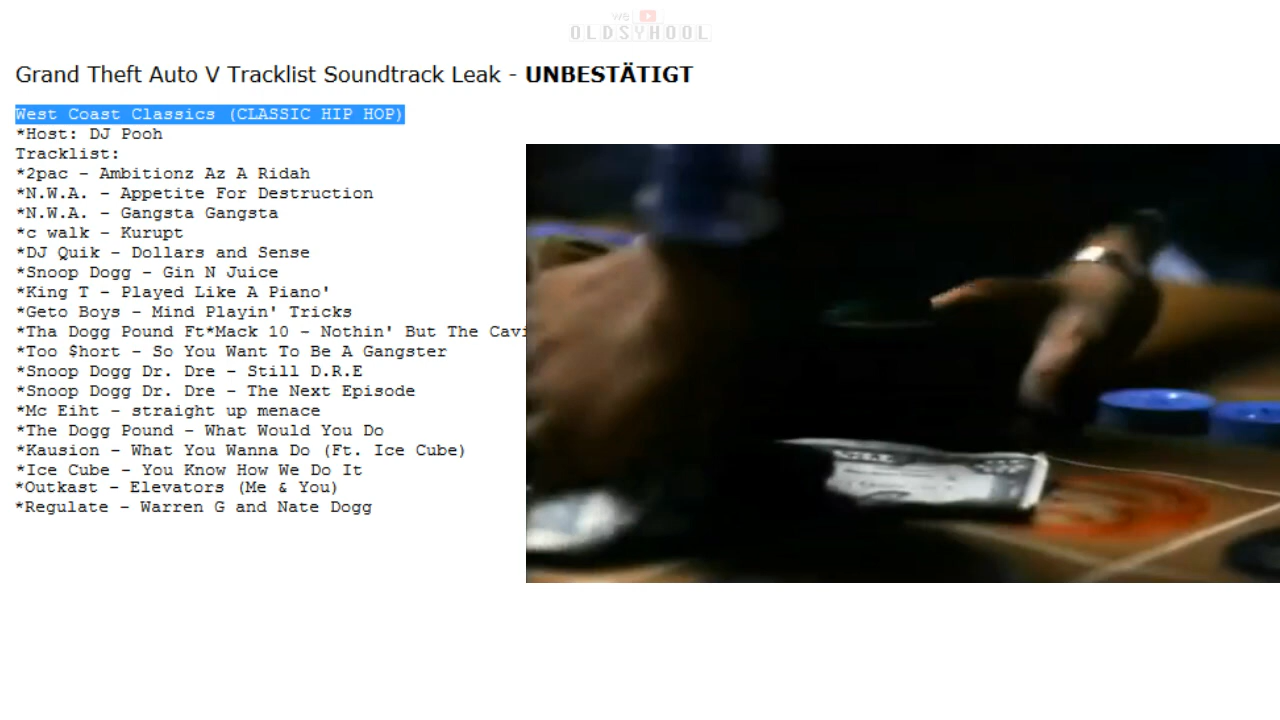 we
OLDSYHOOL
Grand Theft Auto V Tracklist Soundtrack Leak - UNBESTÄTIGT
West Coast Classics (CLASSIC HIP HOP)
*Host: DJ Pooh
Tracklist:
*2pac - Ambitionz Az A Ridah
*N.W.A. - Appetite For Destruction
*N.W.A. - Gangsta Gangsta
*c walk - Kurupt
*DJ Quik - Dollars and Sense
*Snoop Dogg - Gin N Juice
*King T - Played Like A Piano'
*Geto Boys - Mind Playin' Tricks
*Tha Dogg Pound Ft*Mack 10 - Nothin' But The Cavi
*Too $hort - So You Want To Be A Gangster
*Snoop Dogg Dr. Dre - Still D.R.E
*Snoop Dogg Dr. Dre - The Next Episode
*Mc Eiht - straight up menace
*The Dogg Pound - What Would You Do
*Kausion - What You Wanna Do (Ft. Ice Cube)
*Ice Cube - You Know How We Do It
*Outkast - Elevators (Me & You)
*Regulate - Warren G and Nate Dogg